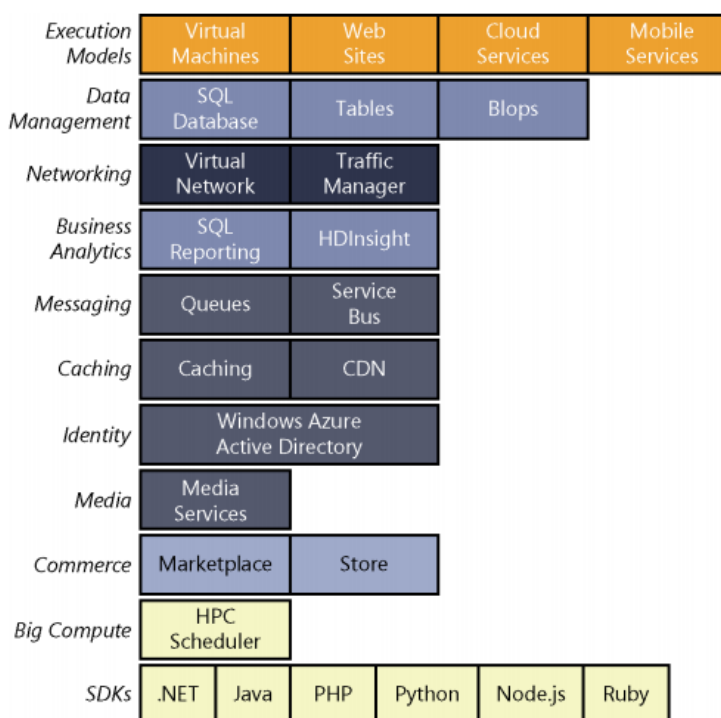 Execution
Models
Virtual
Machines
Web
Sites
Cloud
Services
Mobile
Services
Data
Management
SQL
Database
Tables
Blops
Networking
Virtual
Network
Traffic
Manager
Business
Analytics
SQL
Reporting
HDInsight
Messaging
Queues
Service
Bus
Caching
Caching
CDN
Identity
Windows Azure
Active Directory
Media
Media
Services
Commerce
Marketplace
Store
Big Compute
HPC
Scheduler
SDKs
.NET
Java
PHP
Python
Node.js
Ruby